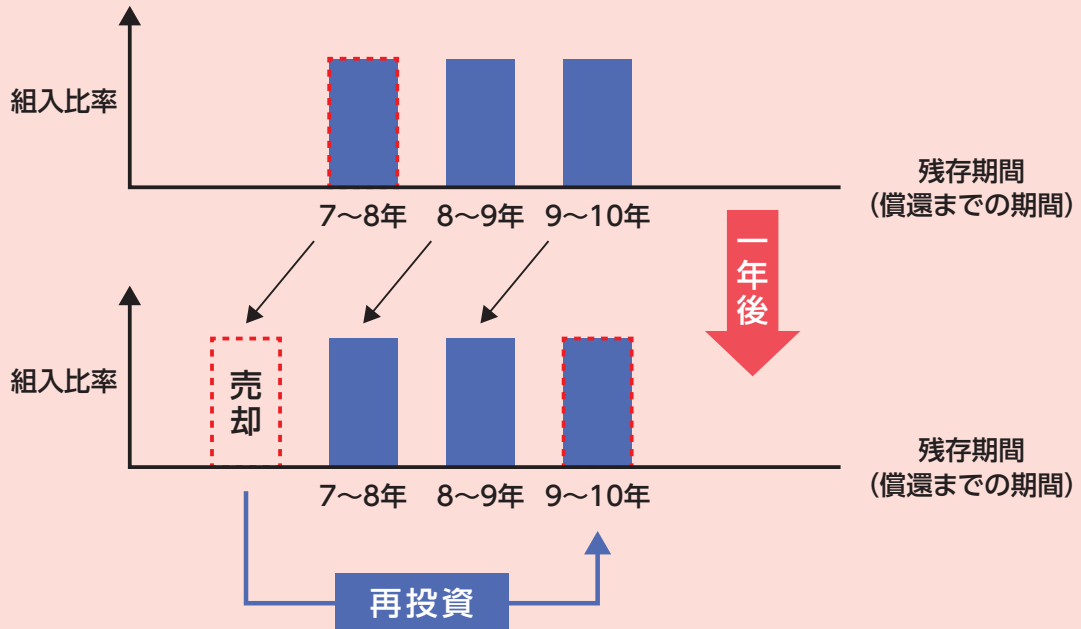 組入比率
7～8年
8～9年
9～10年
残存期間
(償還までの期間)
一年後
組入比率
売却
7～8年
8～9年
9～10年
残存期間
(償還までの期間)
再投資